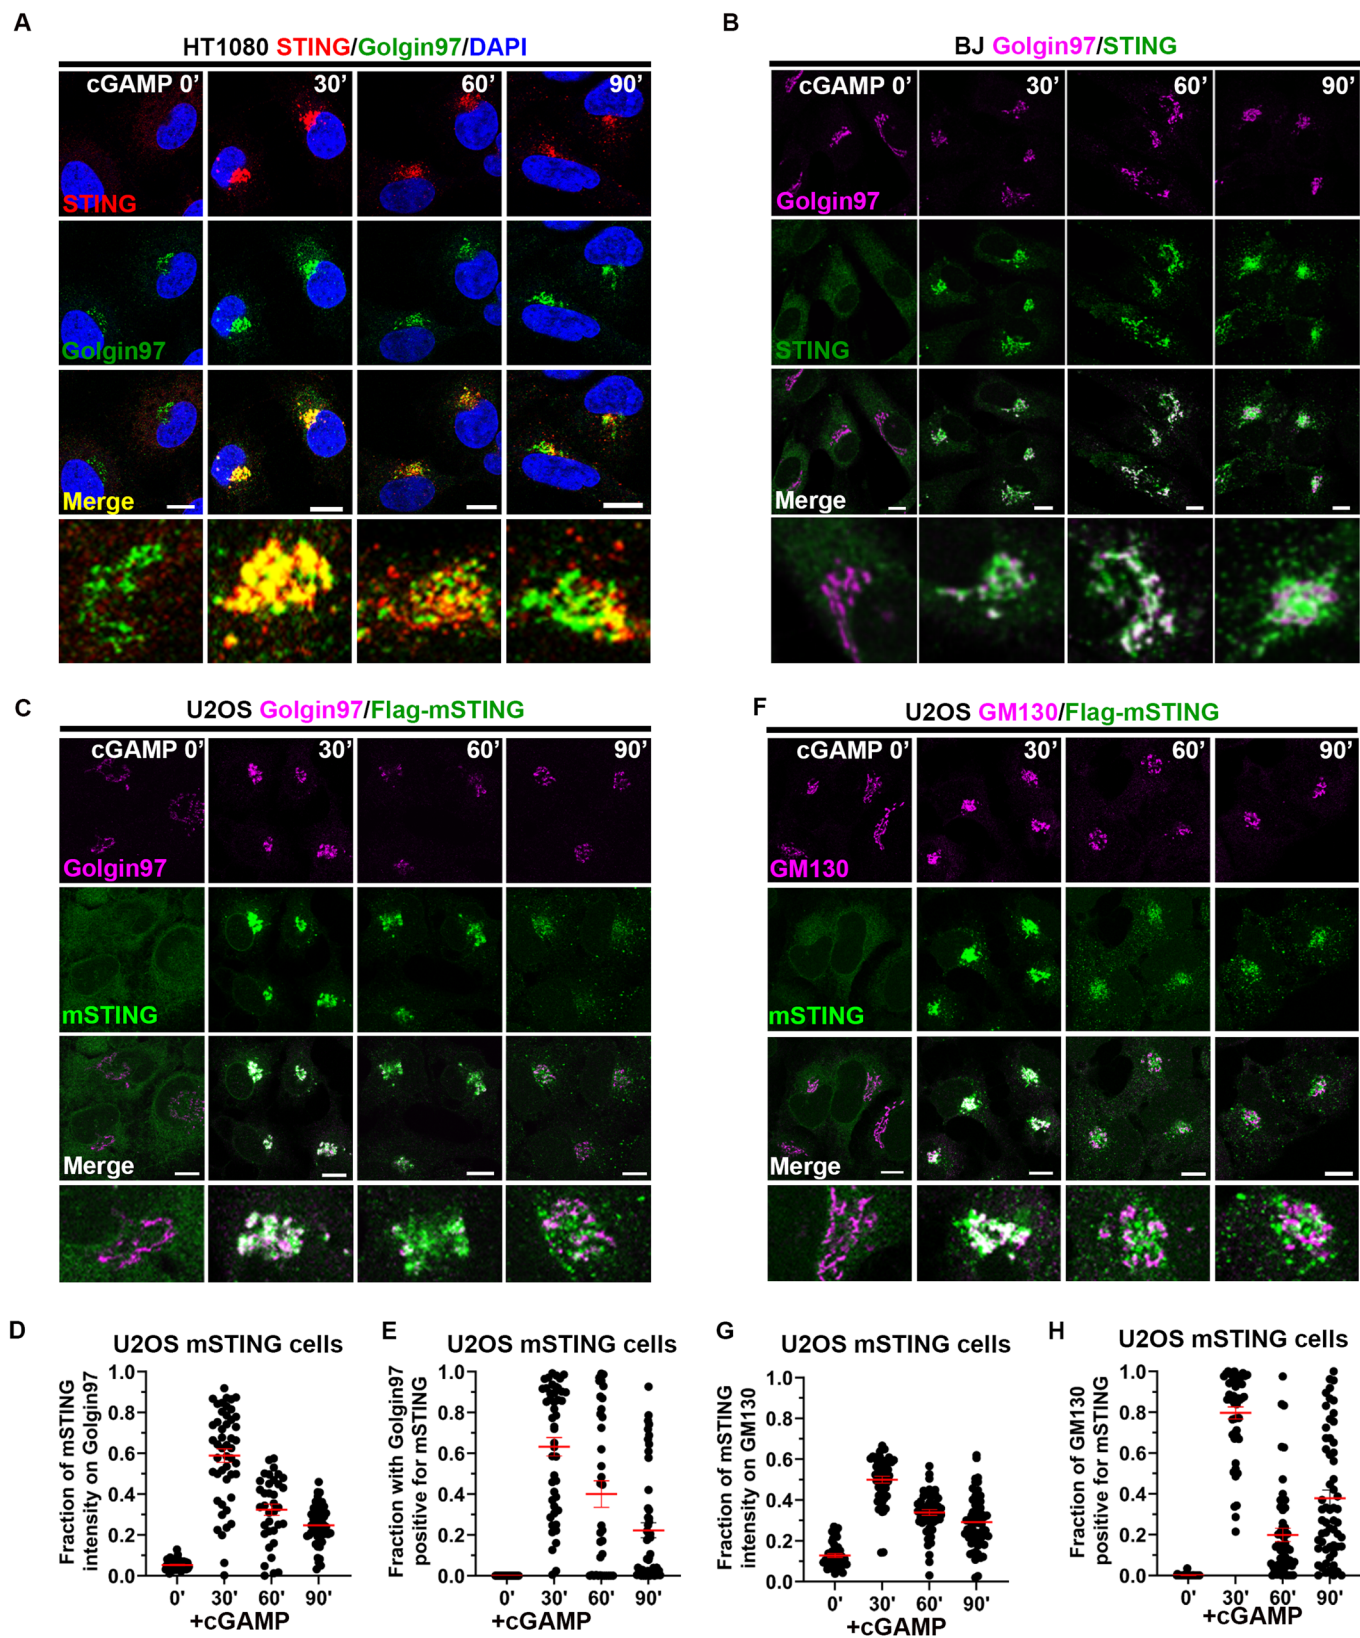 A
HT1080 STING/Golgin97/DAPI
cGAMP 0’ 30’ 60’ 90’
STING
Golgin97
Merge
B
BJ Golgin97/STING
cGAMP 0’ 30’ 60’ 90’
Golgin97
STING
Merge
C
U2OS Golgin97/Flag-mSTING
cGAMP 0’ 30’ 60’ 90’
Golgin97
mSTING
Merge
F
U2OS GM130/Flag-mSTING
cGAMP 0’ 30’ 60’ 90’
GM130
mSTING
Merge
D
U2OS mSTING cells
Fraction of mSTING
intensity on Golgin97
1.0
0.8
0.6
0.4
0.2
0.0
0' 30' 60' 90'
+cGAMP
E
U2OS mSTING cells
Fraction with Golgin97
positive for mSTING
1.0
0.8
0.6
0.4
0.2
0.0
0' 30' 60' 90'
+cGAMP
G
U2OS mSTING cells
Fraction of mSTING
intensity on GM130
1.0
0.8
0.6
0.4
0.2
0.0
0' 30' 60' 90'
+cGAMP
H
U2OS mSTING cells
Fraction of GM130
positive for mSTING
1.0
0.8
0.6
0.4
0.2
0.0
0' 30' 60' 90'
+cGAMP